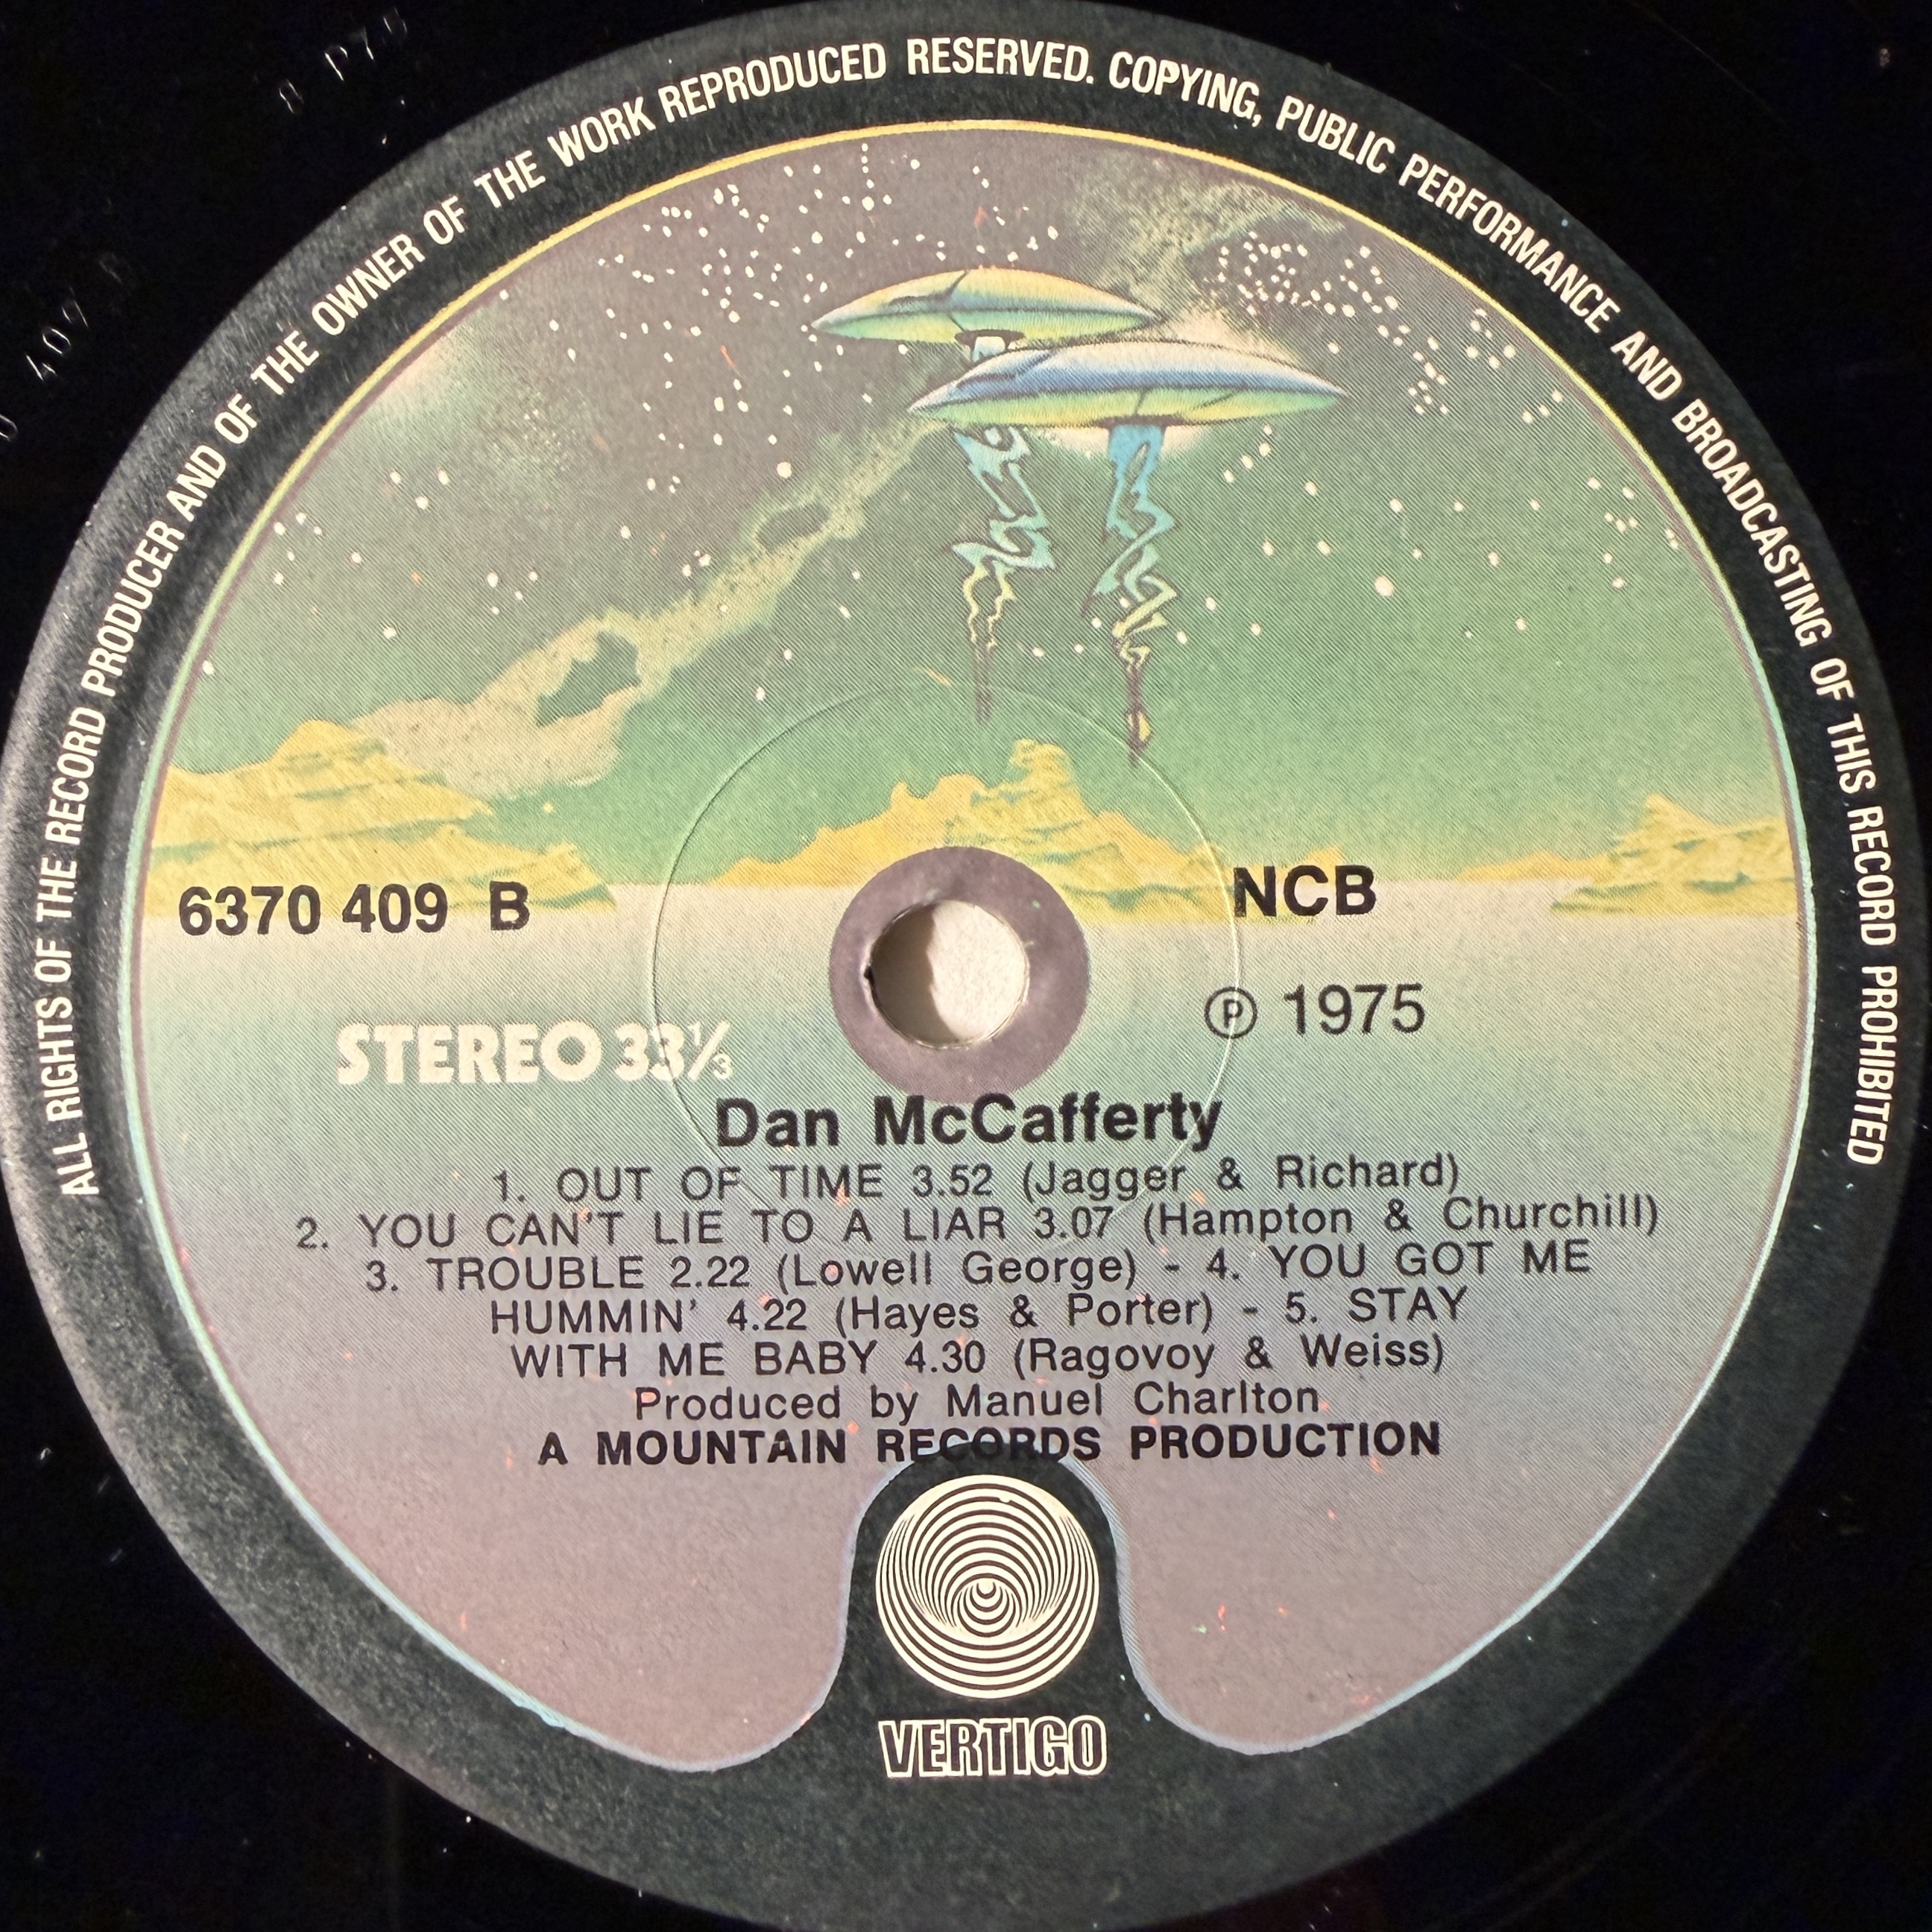 ALL RIGHTS OF THE RECORD PRODUCER AND OF THE OWNER OF THE WORK REPRODUCED RESERVED. COPYING, PUBLIC PERFORMANCE AND BROADCASTING OF THIS RECORD PROHIBITED
6370 409 B
NCB
℗ 1975
STEREO 33⅓
Dan McCafferty
1. OUT OF TIME 3.52 (Jagger & Richard)
2. YOU CAN'T LIE TO A LIAR 3.07 (Hampton & Churchill)
3. TROUBLE 2.22 (Lowell George) - 4. YOU GOT ME
HUMMIN' 4.22 (Hayes & Porter) - 5. STAY
WITH ME BABY 4.30 (Ragovoy & Weiss)
Produced by Manuel Charlton
A MOUNTAIN RECORDS PRODUCTION
VERTIGO